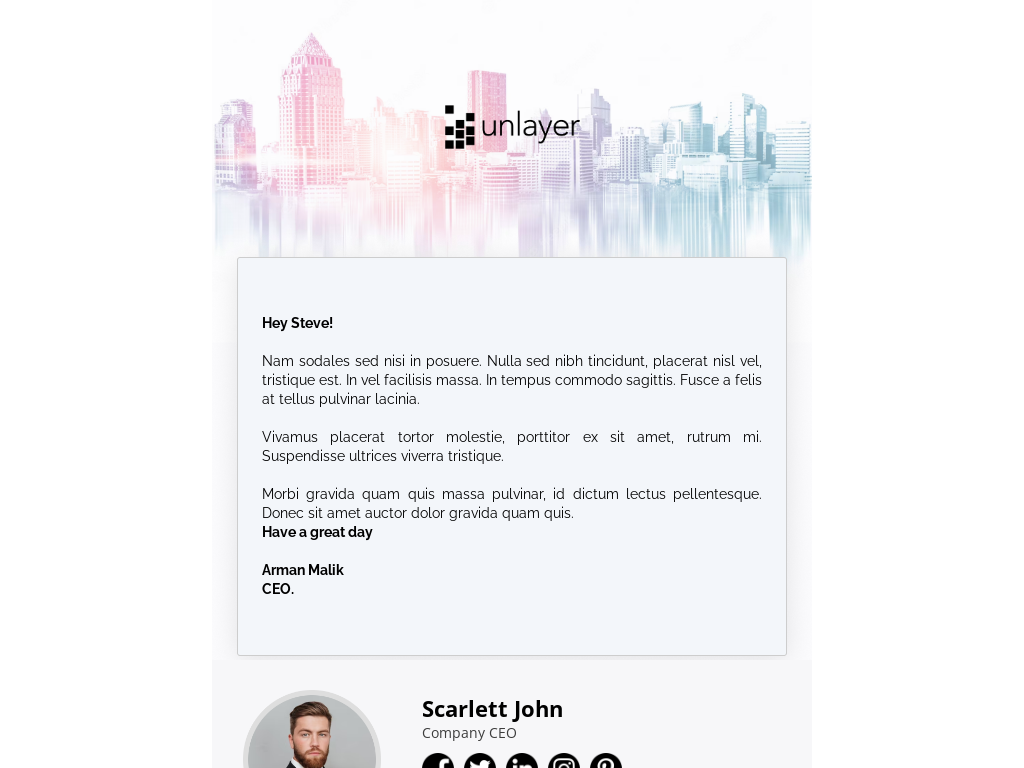 unlayer
Hey Steve!
Nam sodales sed nisi in posuere. Nulla sed nibh tincidunt, placerat nisl vel,
tristique est. In vel facilisis massa. In tempus commodo sagittis. Fusce a felis
at tellus pulvinar lacinia.
Vivamus placerat tortor molestie, porttitor ex sit amet, rutrum mi.
Suspendisse ultrices viverra tristique.
Morbi gravida quam quis massa pulvinar, id dictum lectus pellentesque.
Donec sit amet auctor dolor gravida quam quis.
Have a great day
Arman Malik
CEO.
Scarlett John
Company CEO